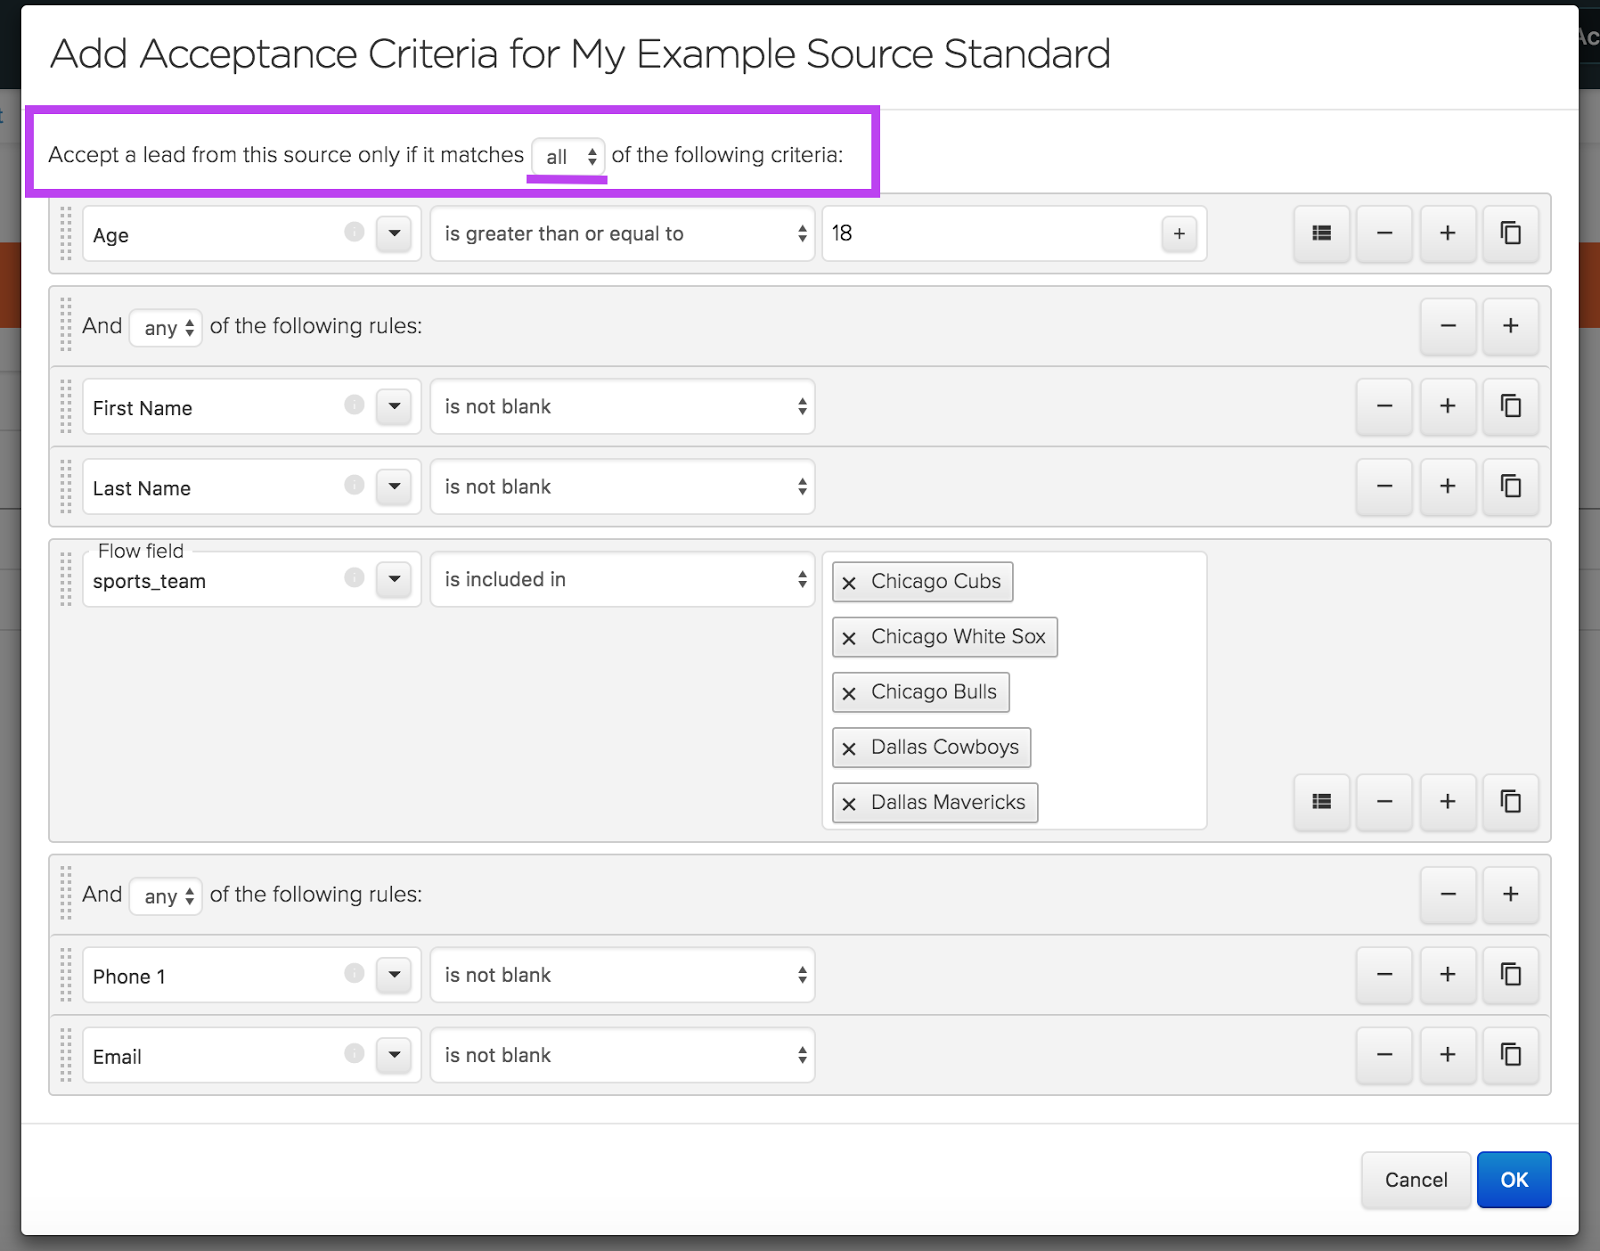 Add Acceptance Criteria for My Example Source Standard
Accept a lead from this source only if it matches all of the following criteria:
Age is greater than or equal to 18
And any of the following rules:
First Name is not blank
Last Name is not blank
Flow field
sports_team is included in Chicago Cubs
Chicago White Sox
Chicago Bulls
Dallas Cowboys
Dallas Mavericks
And any of the following rules:
Phone 1 is not blank
Email is not blank
Cancel OK